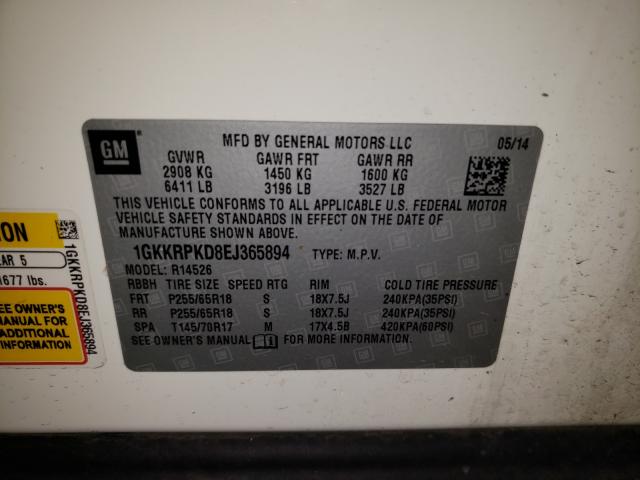 GM
MFD BY GENERAL MOTORS LLC 05/14
GVWR GAWR FRT GAWR RR
2908 KG 1450 KG 1600 KG
6411 LB 3196 LB 3527 LB
THIS VEHICLE CONFORMS TO ALL APPLICABLE U.S. FEDERAL MOTOR
VEHICLE SAFETY STANDARDS IN EFFECT ON THE DATE OF
MANUFACTURE SHOWN ABOVE.
1GKKRPKD8EJ365894 TYPE: M.P.V.
MODEL: R14526
RBBH TIRE SIZE SPEED RTG RIM COLD TIRE PRESSURE
FRT P255/65R18 S 18X7.5J 240KPA(35PSI)
RR P255/65R18 S 18X7.5J 240KPA(35PSI)
SPA T145/70R17 M 17X4.5B 420KPA(60PSI)
SEE OWNER'S MANUAL FOR MORE INFORMATION.
ION
AR 5
1677 lbs.
SEE OWNER'S
MANUAL FOR
ADDITIONAL
INFORMATION
1GKKRPKD8EJ365894